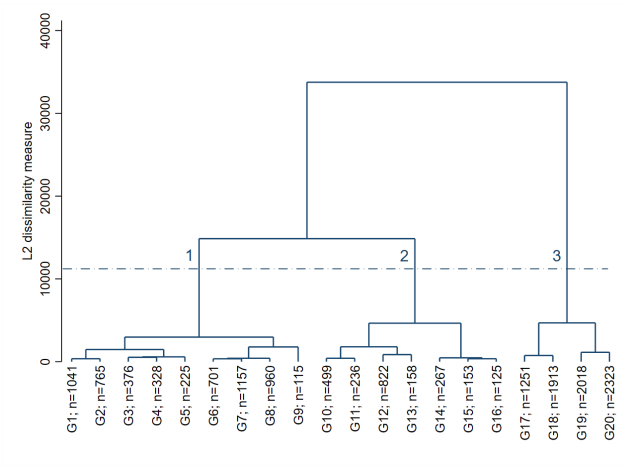 L2 dissimilarity measure
40000
30000
20000
10000
0
1
2
3
G1; n=1041
G2; n=765
G3; n=376
G4; n=328
G5; n=225
G6; n=701
G7; n=1157
G8; n=960
G9; n=115
G10; n=499
G11; n=236
G12; n=822
G13; n=158
G14; n=267
G15; n=153
G16; n=125
G17; n=1251
G18; n=1913
G19; n=2018
G20; n=2323